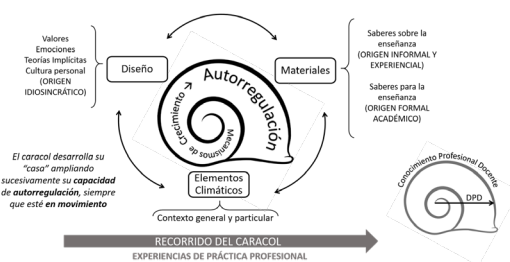 Valores
Emociones
Teorías Implícitas
Cultura personal
(ORIGEN
IDIOSINCRÁTICO)
Diseño
Autorregulación
Mecanismos de Crecimiento
Materiales
Saberes sobre la
enseñanza
(ORIGEN INFORMAL Y
EXPERIENCIAL)
Saberes para la
enseñanza
(ORIGEN FORMAL
ACADÉMICO)
El caracol desarrolla su
"casa" ampliando
sucesivamente su capacidad
de autorregulación, siempre
que esté en movimiento
Elementos
Climáticos
Contexto general y particular
Conocimiento Profesional Docente
DPD
RECORRIDO DEL CARACOL
EXPERIENCIAS DE PRÁCTICA PROFESIONAL